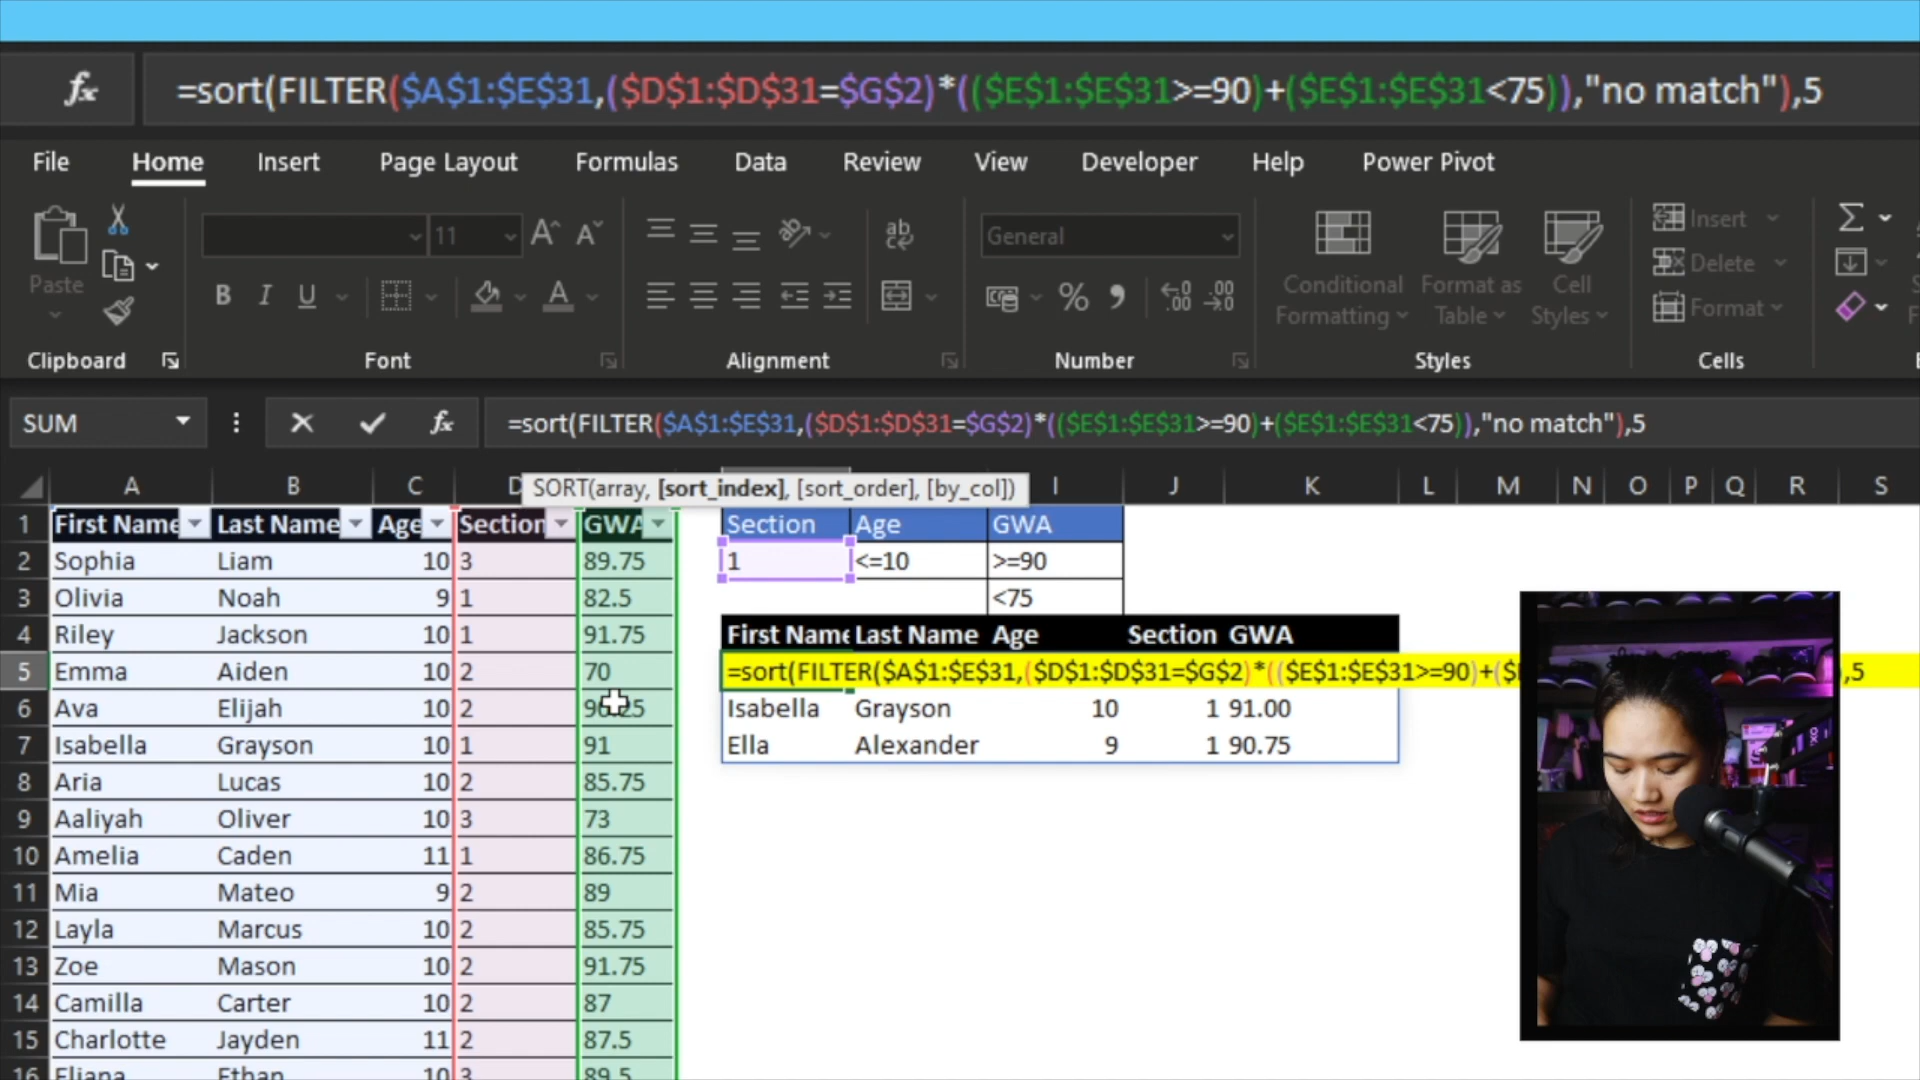 fx =sort(FILTER($A$1:$E$31,($D$1:$D$31=$G$2)*(($E$1:$E$31>=90)+($E$1:$E$31<75)),"no match"),5
File Home Insert Page Layout Formulas Data Review View Developer Help Power Pivot
11 General Insert
Paste Conditional Format as Cell Delete
Formatting Table Styles Format
Clipboard Font Alignment Number Styles Cells
SUM fx =sort(FILTER($A$1:$E$31,($D$1:$D$31=$G$2)*(($E$1:$E$31>=90)+($E$1:$E$31<75)),"no match"),5
SORT(array, [sort_index], [sort_order], [by_col])
A B C D I J K L M N O P Q R S
1 First Name Last Name Age Section GWA Section Age GWA
2 Sophia Liam 10 3 89.75 1 <=10 >=90
3 Olivia Noah 9 1 82.5 <75
4 Riley Jackson 10 1 91.75 First Name Last Name Age Section GWA
5 Emma Aiden 10 2 70 =sort(FILTER($A$1:$E$31,($D$1:$D$31=$G$2)*(($E$1:$E$31>=90)+($ ),5
6 Ava Elijah 10 2 Isabella Grayson 10 1 91.00
7 Isabella Grayson 10 1 91 Ella Alexander 9 1 90.75
8 Aria Lucas 10 2 85.75
9 Aaliyah Oliver 10 3 73
10 Amelia Caden 11 1 86.75
11 Mia Mateo 9 2 89
12 Layla Marcus 10 2 85.75
13 Zoe Mason 10 2 91.75
14 Camilla Carter 10 2 87
15 Charlotte Jayden 11 2 87.5
16 Eliana Ethan 10 3 89.5